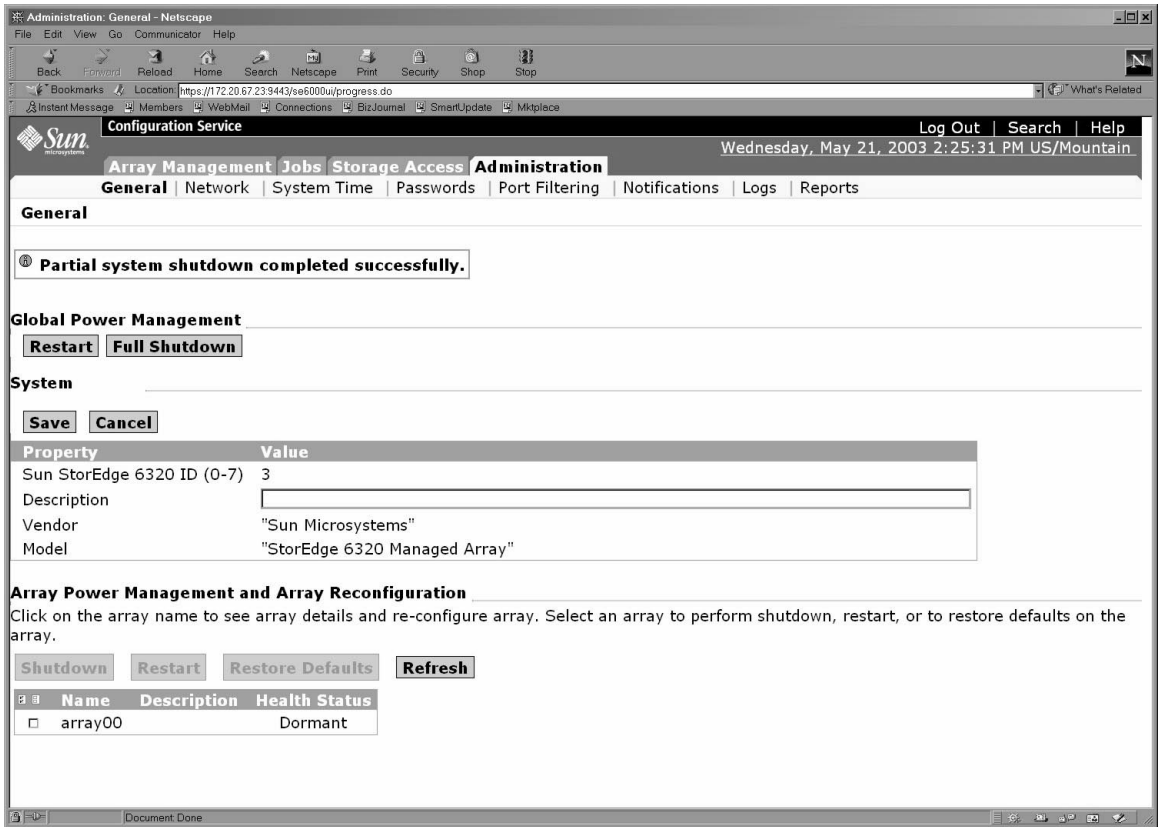 Administration: General - Netscape
File Edit View Go Communicator Help
Back Forward Reload Home Search Netscape Print Security Shop Stop
Bookmarks Location: https://172.20.67.23:9443/se6000ui/progress.do What's Related
Instant Message Members WebMail Connections BizJournal SmartUpdate Mktplace
Sun microsystems
Configuration Service
Log Out | Search | Help
Wednesday, May 21, 2003 2:25:31 PM US/Mountain
Array Management Jobs Storage Access Administration
General | Network | System Time | Passwords | Port Filtering | Notifications | Logs | Reports
General
Partial system shutdown completed successfully.
Global Power Management
Restart Full Shutdown
System
Save Cancel
Property Value
Sun StorEdge 6320 ID (0-7) 3
Description
Vendor "Sun Microsystems"
Model "StorEdge 6320 Managed Array"
Array Power Management and Array Reconfiguration
Click on the array name to see array details and re-configure array. Select an array to perform shutdown, restart, or to restore defaults on the
array.
Shutdown Restart Restore Defaults Refresh
Name Description Health Status
array00 Dormant
Document: Done